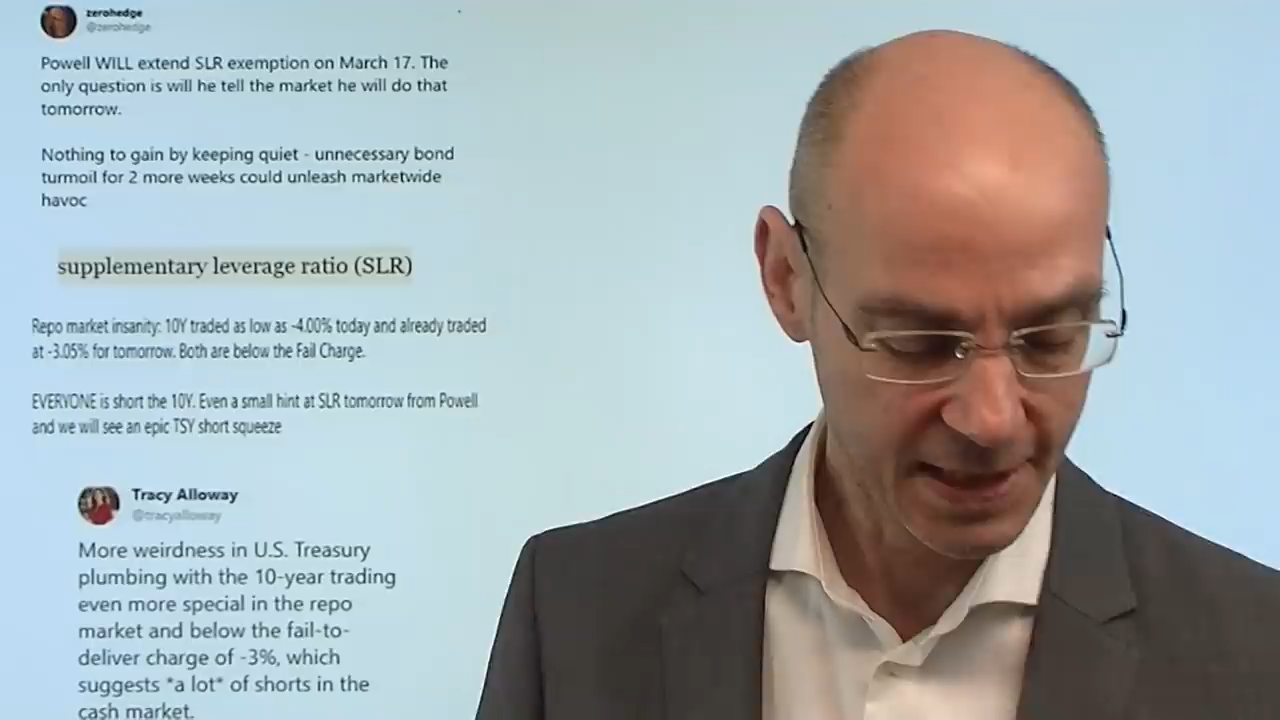 zerohedge
@zerohedge
Powell WILL extend SLR exemption on March 17. The
only question is will he tell the market he will do that
tomorrow.
Nothing to gain by keeping quiet - unnecessary bond
turmoil for 2 more weeks could unleash marketwide
havoc
supplementary leverage ratio (SLR)
Repo market insanity: 10Y traded as low as -4.00% today and already traded
at -3.05% for tomorrow. Both are below the Fail Charge.
EVERYONE is short the 10Y. Even a small hint at SLR tomorrow from Powell
and we will see an epic TSY short squeeze
Tracy Alloway
@tracyalloway
More weirdness in U.S. Treasury
plumbing with the 10-year trading
even more special in the repo
market and below the fail-to-
deliver charge of -3%, which
suggests *a lot* of shorts in the
cash market.